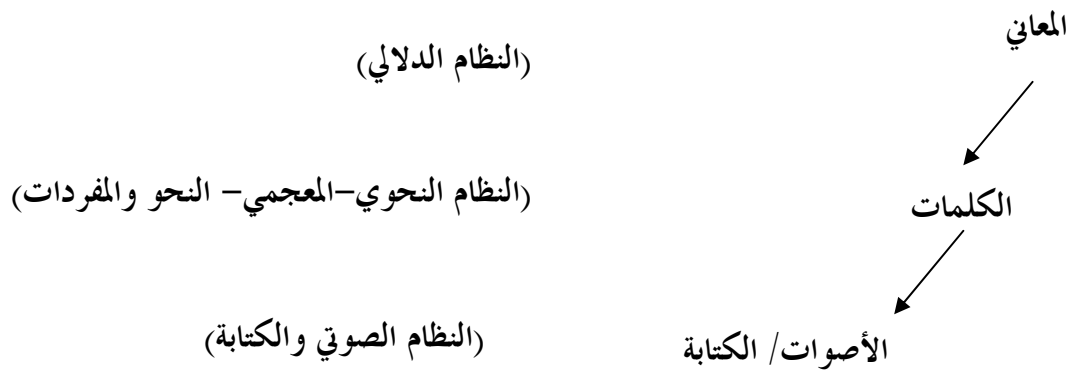 المعاني
(النظام الدلالي)
الكلمات
(النظام النحوي-المعجمي- النحو والمفردات)
الأصوات/ الكتابة
(النظام الصوتي والكتابة)